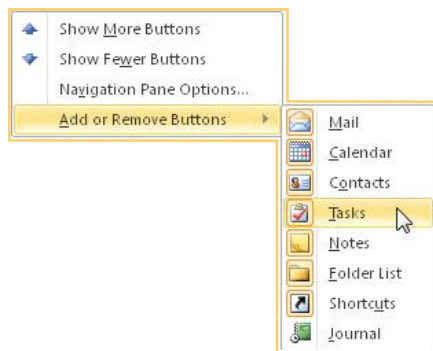 Show More Buttons
Show Fewer Buttons
Navigation Pane Options...
Add or Remove Buttons
Mail
Calendar
Contacts
Tasks
Notes
Folder List
Shortcuts
Journal